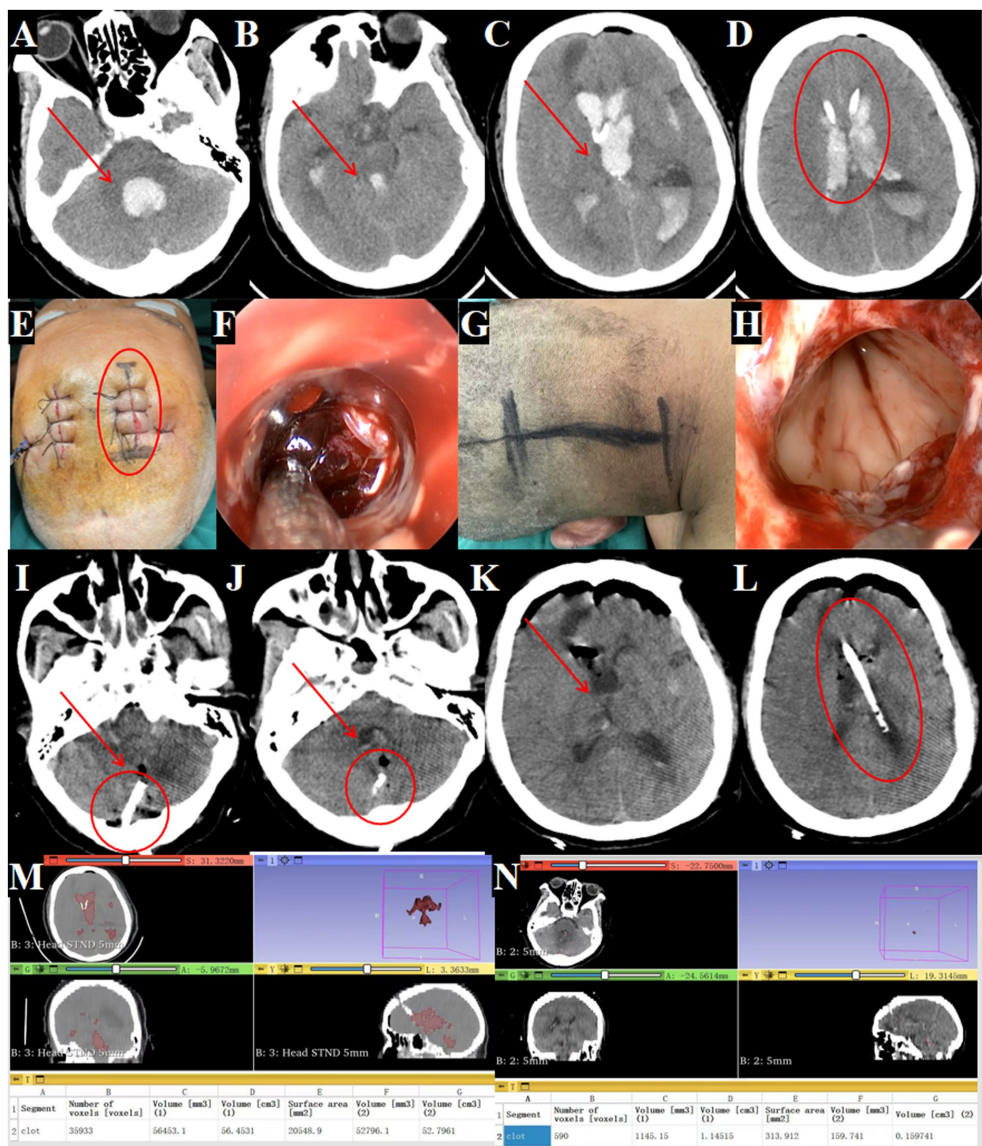 A
B
C
D
E
F
G
H
I
J
K
L
M
S: 31.3220mm
1
B: 3: Head STND 5mm
G
A: -5.9672mm
Y
L: 3.3633mm
B: 3: Head STND 5mm
B: 3: Head STND 5mm
T
A B C D E F G
1 Segment Number of voxels [voxels] Volume [mm3] (1) Volume [cm3] (1) Surface area [mm2] Volume [mm3] (2) Volume [cm3] (2)
2 clot 35933 56453.1 56.4531 20548.9 52796.1 52.7961
N
S: -22.7500mm
1
B: 2: 5mm
G
A: -24.5614mm
Y
L: 19.3145mm
B: 2: 5mm
B: 2: 5mm
T
A B C D E F G
1 Segment Number of voxels [voxels] Volume [mm3] (1) Volume [cm3] (1) Surface area [mm2] Volume [mm3] (2) Volume [cm3] (2)
2 clot 590 1145.15 1.14515 313.912 159.741 0.159741